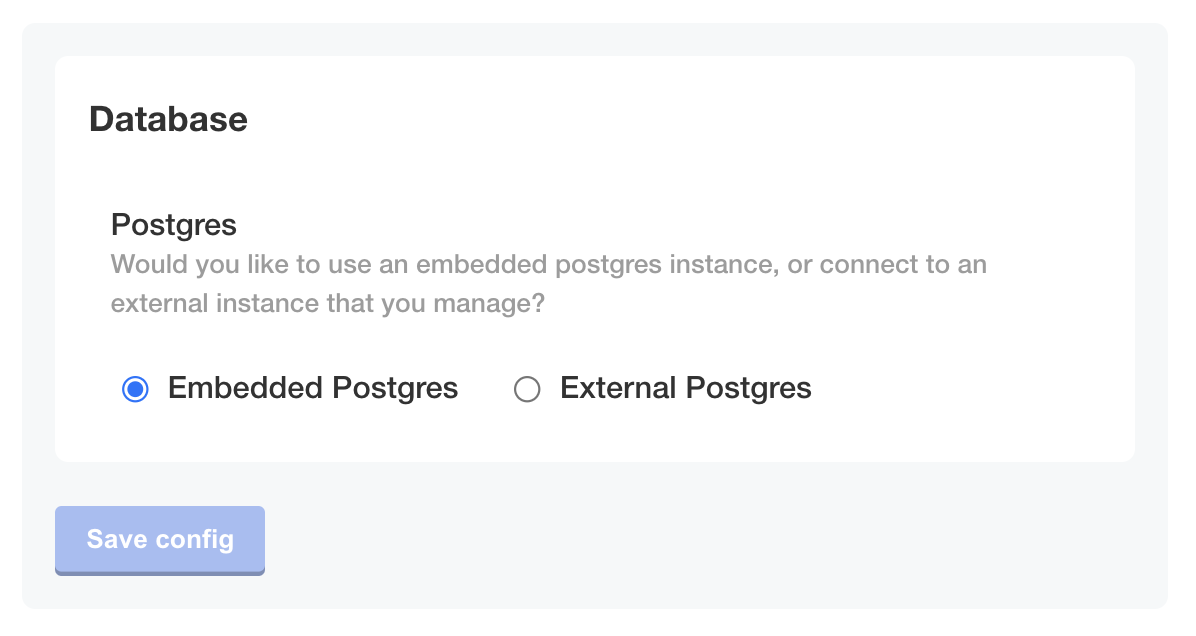 Database
Postgres
Would you like to use an embedded postgres instance, or connect to an
external instance that you manage?
Embedded Postgres External Postgres
Save config